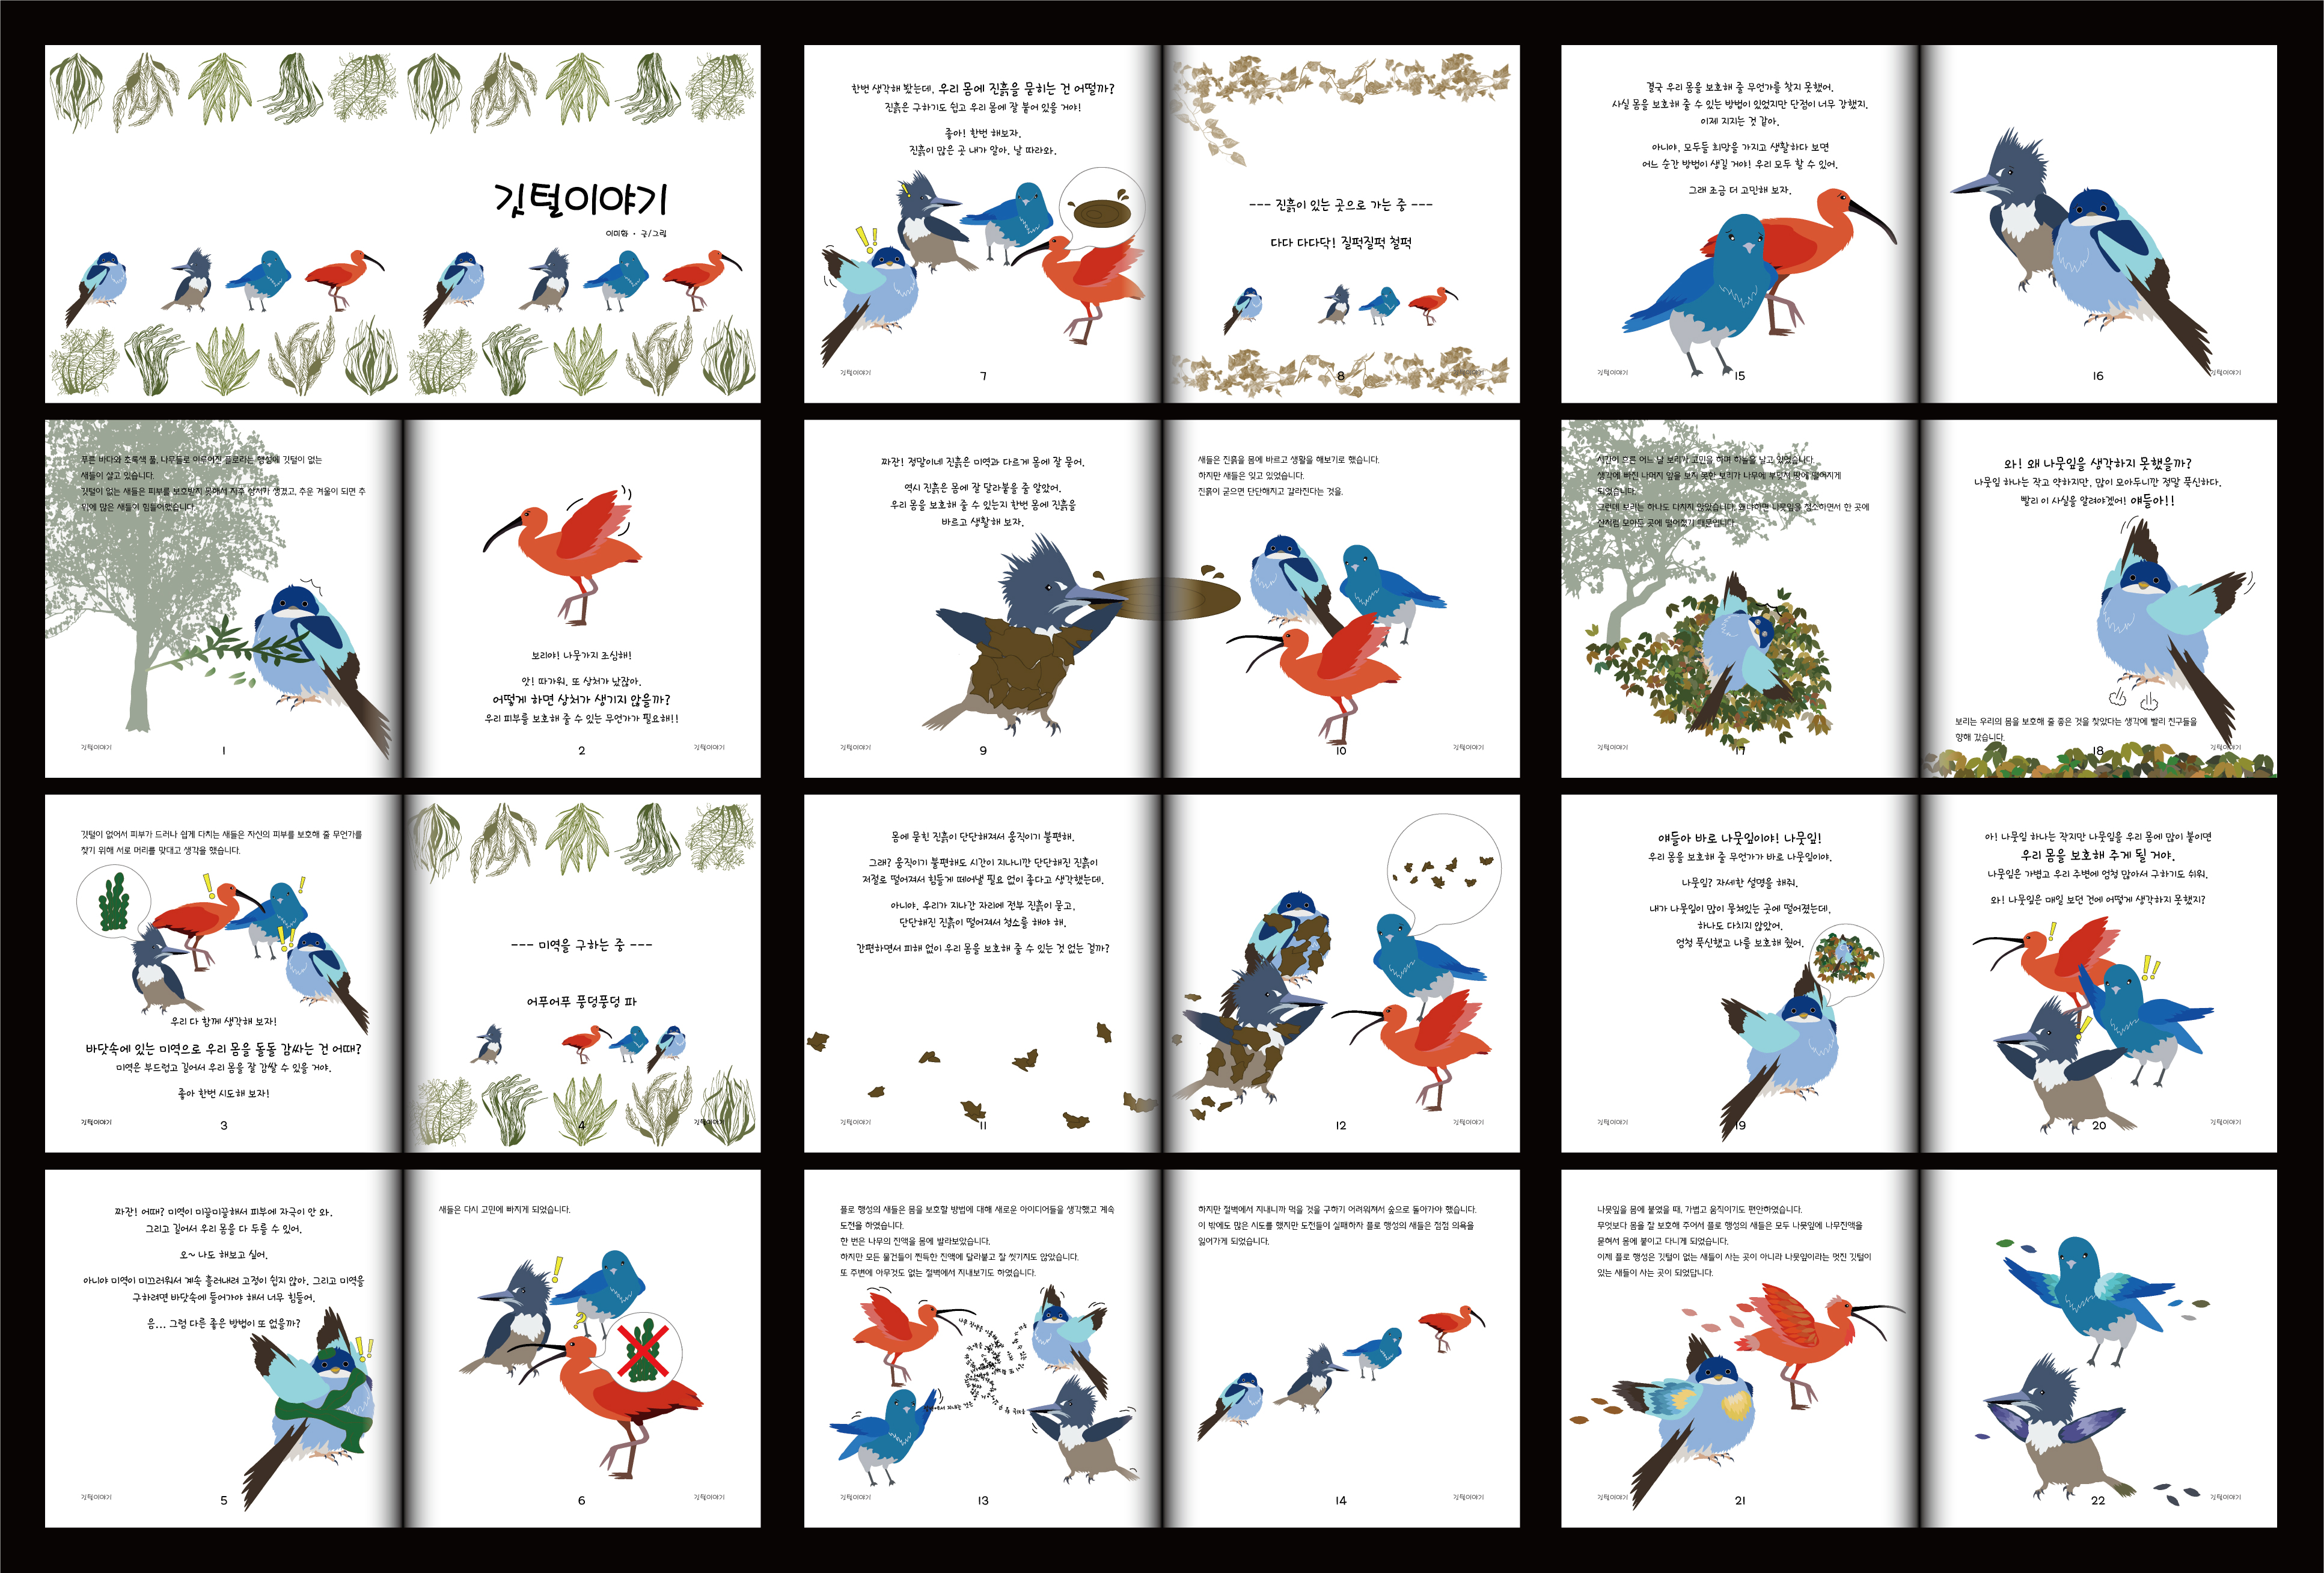 깃털이야기
이미화 · 글/그림
푸른 바다와 초록색 풀, 나무들로 이루어진 플로라는 행성에 깃털이 없는
새들이 살고 있습니다.
깃털이 없는 새들은 피부를 보호받지 못해서 자주 상처가 생겼고, 추운 겨울이 되면 추
위에 많은 새들이 힘들어했습니다.
깃털이야기
1
보리야! 나뭇가지 조심해!
앗! 따가워. 또 상처가 났잖아.
어떻게 하면 상처가 생기지 않을까?
우리 피부를 보호해 줄 수 있는 무언가가 필요해!!
2
깃털이야기
깃털이 없어서 피부가 드러나 쉽게 다치는 새들은 자신의 피부를 보호해 줄 무언가를
찾기 위해 서로 머리를 맞대고 생각을 했습니다.
우리 다 함께 생각해 보자!
바닷속에 있는 미역으로 우리 몸을 돌돌 감싸는 건 어때?
미역은 부드럽고 길어서 우리 몸을 잘 감쌀 수 있을 거야.
좋아 한번 시도해 보자!
깃털이야기
3
--- 미역을 구하는 중 ---
어푸어푸 풍덩풍덩 파
4
깃털이야기
짜잔! 어때? 미역이 미끌미끌해서 피부에 자극이 안 와.
그리고 길어서 우리 몸을 다 두를 수 있어.
오~ 나도 해보고 싶어.
아니야 미역이 미끄러워서 계속 흘러내려 고정이 쉽지 않아. 그리고 미역을
구하려면 바닷속에 들어가야 해서 너무 힘들어.
음... 그럼 다른 좋은 방법이 또 없을까?
깃털이야기
5
새들은 다시 고민에 빠지게 되었습니다.
6
깃털이야기
한번 생각해 봤는데, 우리 몸에 진흙을 묻히는 건 어떨까?
진흙은 구하기도 쉽고 우리 몸에 잘 붙어 있을 거야!
좋아! 한번 해보자.
진흙이 많은 곳 내가 알아. 날 따라와.
깃털이야기
7
--- 진흙이 있는 곳으로 가는 중 ---
다다 다다닥! 질퍽질퍽 철퍽
8
깃털이야기
짜잔! 정말이네 진흙은 미역과 다르게 몸에 잘 묻어.
역시 진흙은 몸에 잘 달라붙을 줄 알았어.
우리 몸을 보호해 줄 수 있는지 한번 몸에 진흙을
바르고 생활해 보자.
깃털이야기
9
새들은 진흙을 몸에 바르고 생활을 해보기로 했습니다.
하지만 새들은 잊고 있었습니다.
진흙이 굳으면 단단해지고 갈라진다는 것을.
10
깃털이야기
몸에 묻힌 진흙이 단단해져서 움직이기 불편해.
그래? 움직이기 불편해도 시간이 지나니깐 단단해진 진흙이
저절로 떨어져서 힘들게 떼어낼 필요 없이 좋다고 생각했는데.
아니야. 우리가 지나간 자리에 전부 진흙이 묻고,
단단해진 진흙이 떨어져서 청소를 해야 해.
간편하면서 피해 없이 우리 몸을 보호해 줄 수 있는 것 없는 걸까?
깃털이야기
11
12
깃털이야기
플로 행성의 새들은 몸을 보호할 방법에 대해 새로운 아이디어들을 생각했고 계속
도전을 하였습니다.
한 번은 나무의 진액을 몸에 발라보았습니다.
하지만 모든 물건들이 찐득한 진액에 달라붙고 잘 씻기지도 않았습니다.
또 주변에 아무것도 없는 절벽에서 지내보기도 하였습니다.
깃털이야기
13
하지만 절벽에서 지내니까 먹을 것을 구하기 어려워져서 숲으로 돌아가야 했습니다.
이 밖에도 많은 시도를 했지만 도전들이 실패하자 플로 행성의 새들은 점점 의욕을
잃어가게 되었습니다.
14
깃털이야기
결국 우리 몸을 보호해 줄 무언가를 찾지 못했어.
사실 몸을 보호해 줄 수 있는 방법이 있었지만 단점이 너무 강했지.
이제 지치는 것 같아.
아니야. 모두들 희망을 가지고 생활하다 보면
어느 순간 방법이 생길 거야! 우리 모두 할 수 있어.
그래 조금 더 고민해 보자.
깃털이야기
15
16
깃털이야기
시간이 흐른 어느 날 보리가 고민을 하며 하늘을 날고 있었습니다.
생각에 빠진 나머지 앞을 보지 못한 보리가 나무에 부딪혀 땅에 떨어지게
되었습니다.
그런데 보리는 하나도 다치지 않았습니다. 왜냐하면 나뭇잎을 청소하면서 한 곳에
산처럼 모아둔 곳에 떨어졌기 때문입니다.
깃털이야기
17
와! 왜 나뭇잎을 생각하지 못했을까?
나뭇잎 하나는 작고 약하지만, 많이 모아두니깐 정말 푹신하다.
빨리 이 사실을 알려야겠어! 얘들아!!
보리는 우리의 몸을 보호해 줄 좋은 것을 찾았다는 생각에 빨리 친구들을
향해 갔습니다.
18
깃털이야기
얘들아 바로 나뭇잎이야! 나뭇잎!
우리 몸을 보호해 줄 무언가가 바로 나뭇잎이야.
나뭇잎? 자세한 설명을 해줘.
내가 나뭇잎이 많이 뭉쳐있는 곳에 떨어졌는데,
하나도 다치지 않았어.
엄청 푹신했고 나를 보호해 줬어.
깃털이야기
19
아! 나뭇잎 하나는 작지만 나뭇잎을 우리 몸에 많이 붙이면
우리 몸을 보호해 주게 될 거야.
나뭇잎은 가볍고 우리 주변에 엄청 많아서 구하기도 쉬워.
와! 나뭇잎은 매일 보던 건데 어떻게 생각하지 못했지?
20
깃털이야기
나뭇잎을 몸에 붙였을 때, 가볍고 움직이기도 편안하였습니다.
무엇보다 몸을 잘 보호해 주어서 플로 행성의 새들은 모두 나뭇잎에 나무진액을
묻혀서 몸에 붙이고 다니게 되었습니다.
이제 플로 행성은 깃털이 없는 새들이 사는 곳이 아니라 나뭇잎이라는 멋진 깃털이
있는 새들이 사는 곳이 되었답니다.
깃털이야기
21
22
깃털이야기